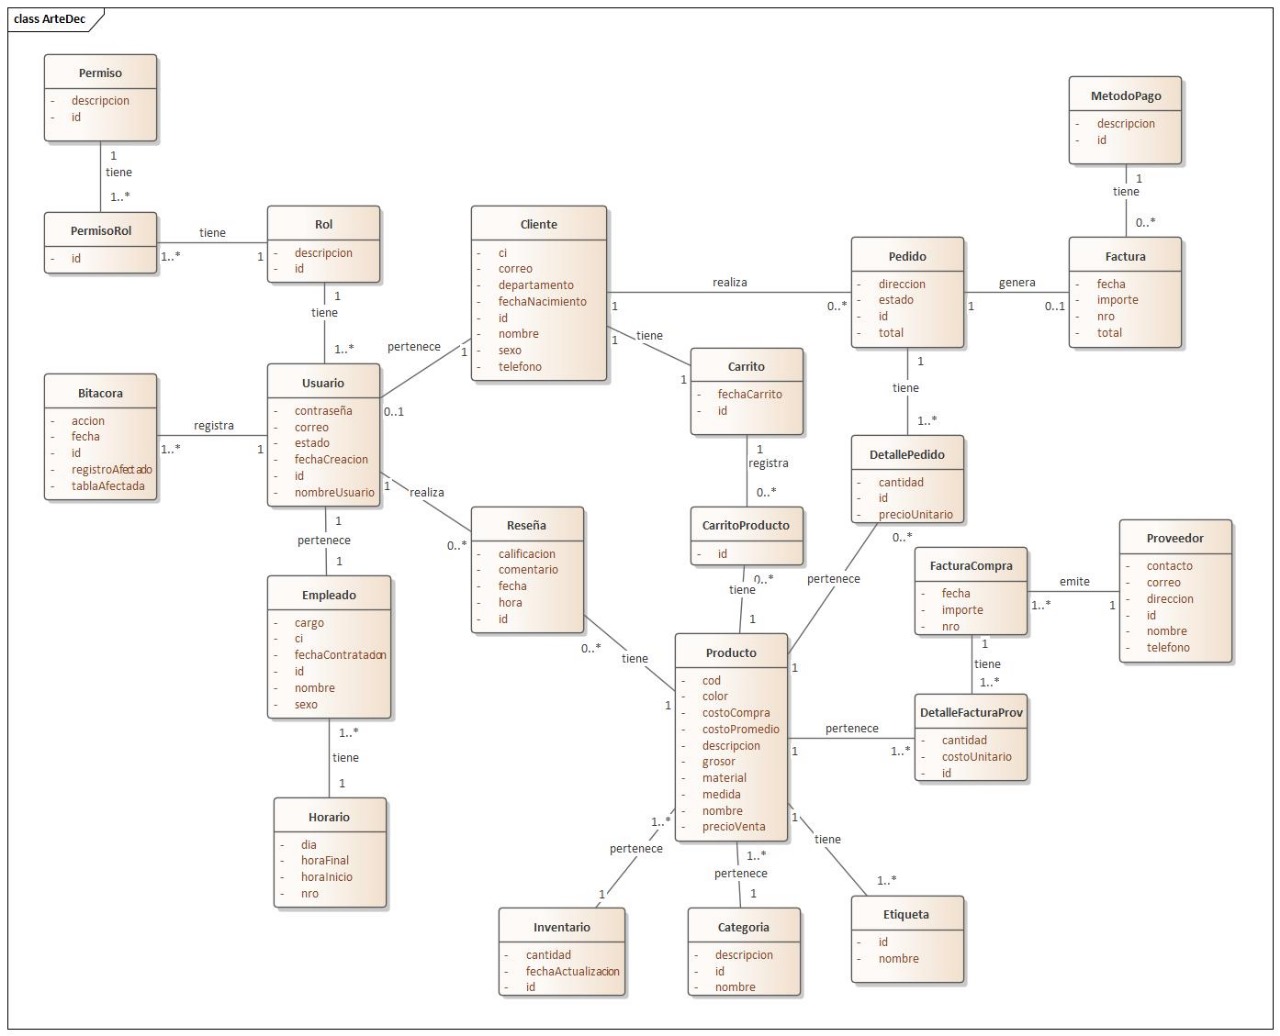 class ArteDec
Permiso
- descripcion
- id
1
tiene
1..*
PermisoRol
- id
tiene
1..*
1
Rol
- descripcion
- id
1
tiene
1..*
Usuario
- contraseña
- correo
- estado
- fechaCreacion
- id
- nombreUsuario
Bitacora
- accion
- fecha
- id
- registroAfectado
- tablaAfectada
registra
1..*
1
pertenece
1
0..1
Cliente
- ci
- correo
- departamento
- fechaNacimiento
- id
- nombre
- sexo
- telefono
realiza
1
0..*
Pedido
- direccion
- estado
- id
- total
genera
1
0..1
MetodoPago
- descripcion
- id
1
tiene
0..*
Factura
- fecha
- importe
- nro
- total
tiene
1
1
Carrito
- fechaCarrito
- id
1
registra
0..*
CarritoProducto
- id
0..*
tiene
1
1
tiene
1..*
DetallePedido
- cantidad
- id
- precioUnitario
0..*
pertenece
1
realiza
1
0..*
Reseña
- calificacion
- comentario
- fecha
- hora
- id
0..*
tiene
1
1
pertenece
1
Empleado
- cargo
- ci
- fechaContratacion
- id
- nombre
- sexo
1..*
tiene
1
Horario
- dia
- horaFinal
- horaInicio
- nro
FacturaCompra
- fecha
- importe
- nro
emite
1..*
1
Proveedor
- contacto
- correo
- direccion
- id
- nombre
- telefono
1
tiene
1..*
DetalleFacturaProv
- cantidad
- costoUnitario
- id
pertenece
1
1..*
Producto
- cod
- color
- costoCompra
- costoPromedio
- descripcion
- grosor
- material
- medida
- nombre
- precioVenta
1..*
pertenece
1
Inventario
- cantidad
- fechaActualizacion
- id
1..*
pertenece
1
Categoria
- descripcion
- id
- nombre
1
tiene
1..*
Etiqueta
- id
- nombre